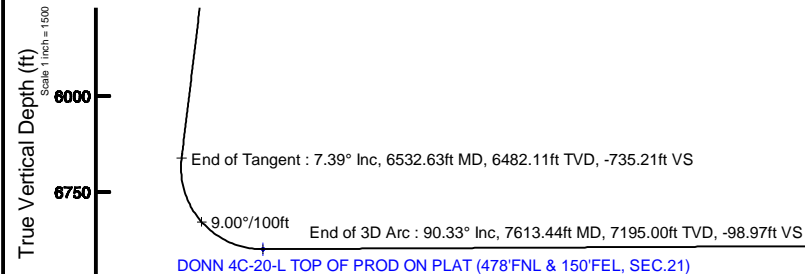 True Vertical Depth (ft)
Scale 1 inch = 1500
6000
End of Tangent : 7.39° Inc, 6532.63ft MD, 6482.11ft TVD, -735.21ft VS
6750
9.00°/100ft
End of 3D Arc : 90.33° Inc, 7613.44ft MD, 7195.00ft TVD, -98.97ft VS
DONN 4C-20-L TOP OF PROD ON PLAT (478'FNL & 150'FEL, SEC.21)